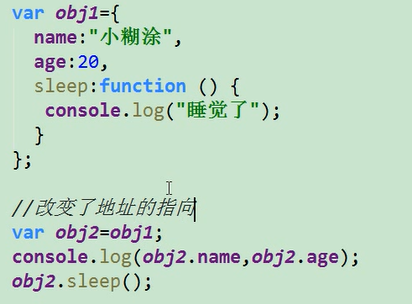 var obj1={
  name:"小糊涂",
  age:20,
  sleep:function () {
   console.log("睡觉了");
  }
};

//改变了地址的指向
var obj2=obj1;
console.log(obj2.name,obj2.age);
obj2.sleep();